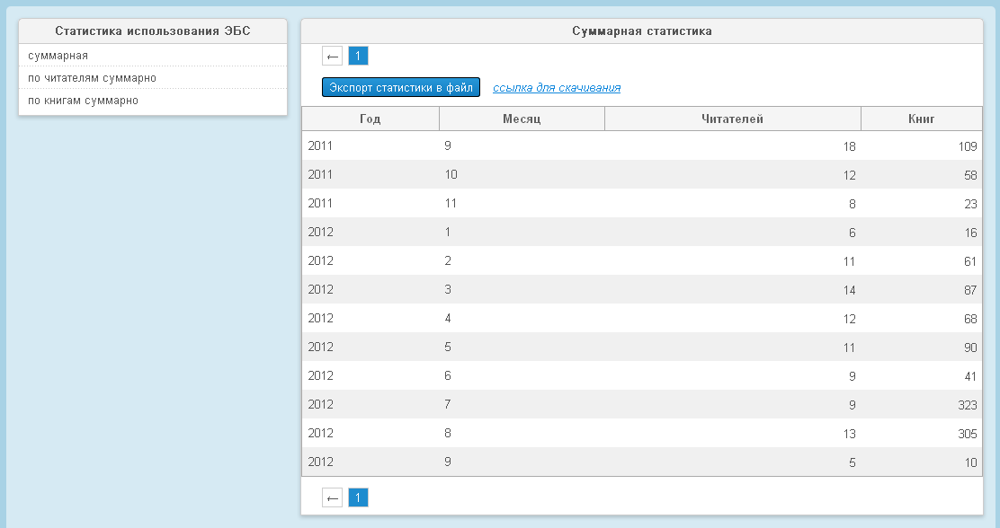 Статистика использования ЭБС
суммарная
по читателям суммарно
по книгам суммарно
Суммарная статистика
← 1
Экспорт статистики в файл ссылка для скачивания
Год Месяц Читателей Книг
2011 9 18 109
2011 10 12 58
2011 11 8 23
2012 1 6 16
2012 2 11 61
2012 3 14 87
2012 4 12 68
2012 5 11 90
2012 6 9 41
2012 7 9 323
2012 8 13 305
2012 9 5 10
← 1